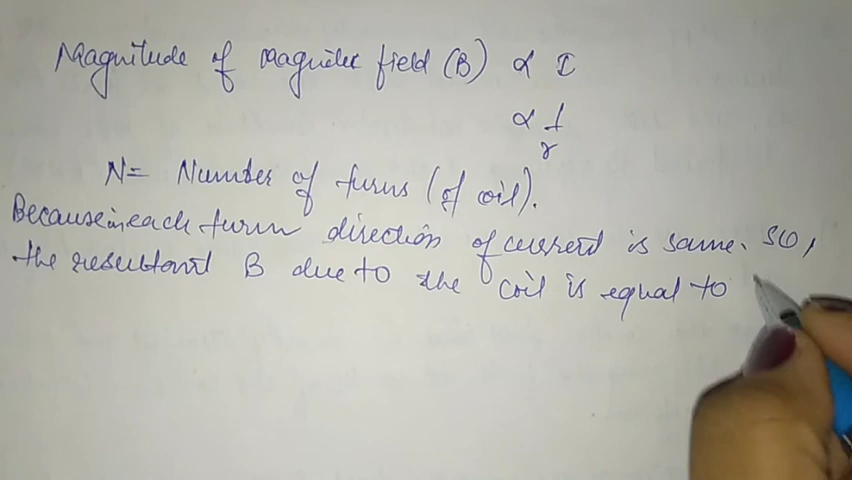 Magnitude of Magnetic field (B) ∝ I
∝ 1/r
N = Number of turns (of coil).
Because in each turn direction of current is same. SO,
the resultant B due to the coil is equal to